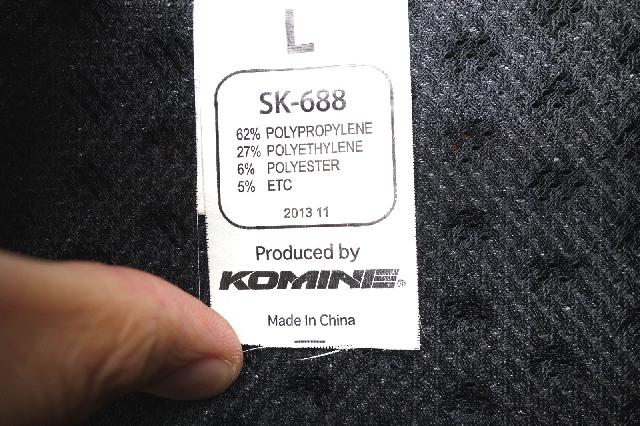 L
SK-688
62% POLYPROPYLENE
27% POLYETHYLENE
6% POLYESTER
5% ETC
2013 11
Produced by
KOMINE®
Made In China